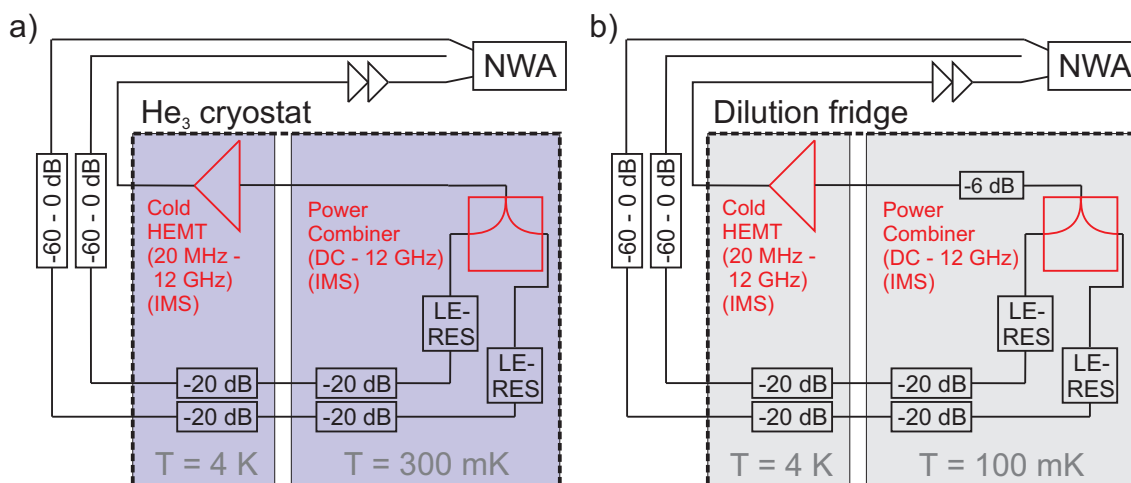 a)
NWA
He3 cryostat
-60 - 0 dB
-60 - 0 dB
Cold
HEMT
(20 MHz -
12 GHz)
(IMS)
Power
Combiner
(DC - 12 GHz)
(IMS)
LE-
RES
LE-
RES
-20 dB
-20 dB
-20 dB
-20 dB
T = 4 K
T = 300 mK
b)
NWA
Dilution fridge
-60 - 0 dB
-60 - 0 dB
-6 dB
Cold
HEMT
(20 MHz -
12 GHz)
(IMS)
Power
Combiner
(DC - 12 GHz)
(IMS)
LE-
RES
LE-
RES
-20 dB
-20 dB
-20 dB
-20 dB
T = 4 K
T = 100 mK